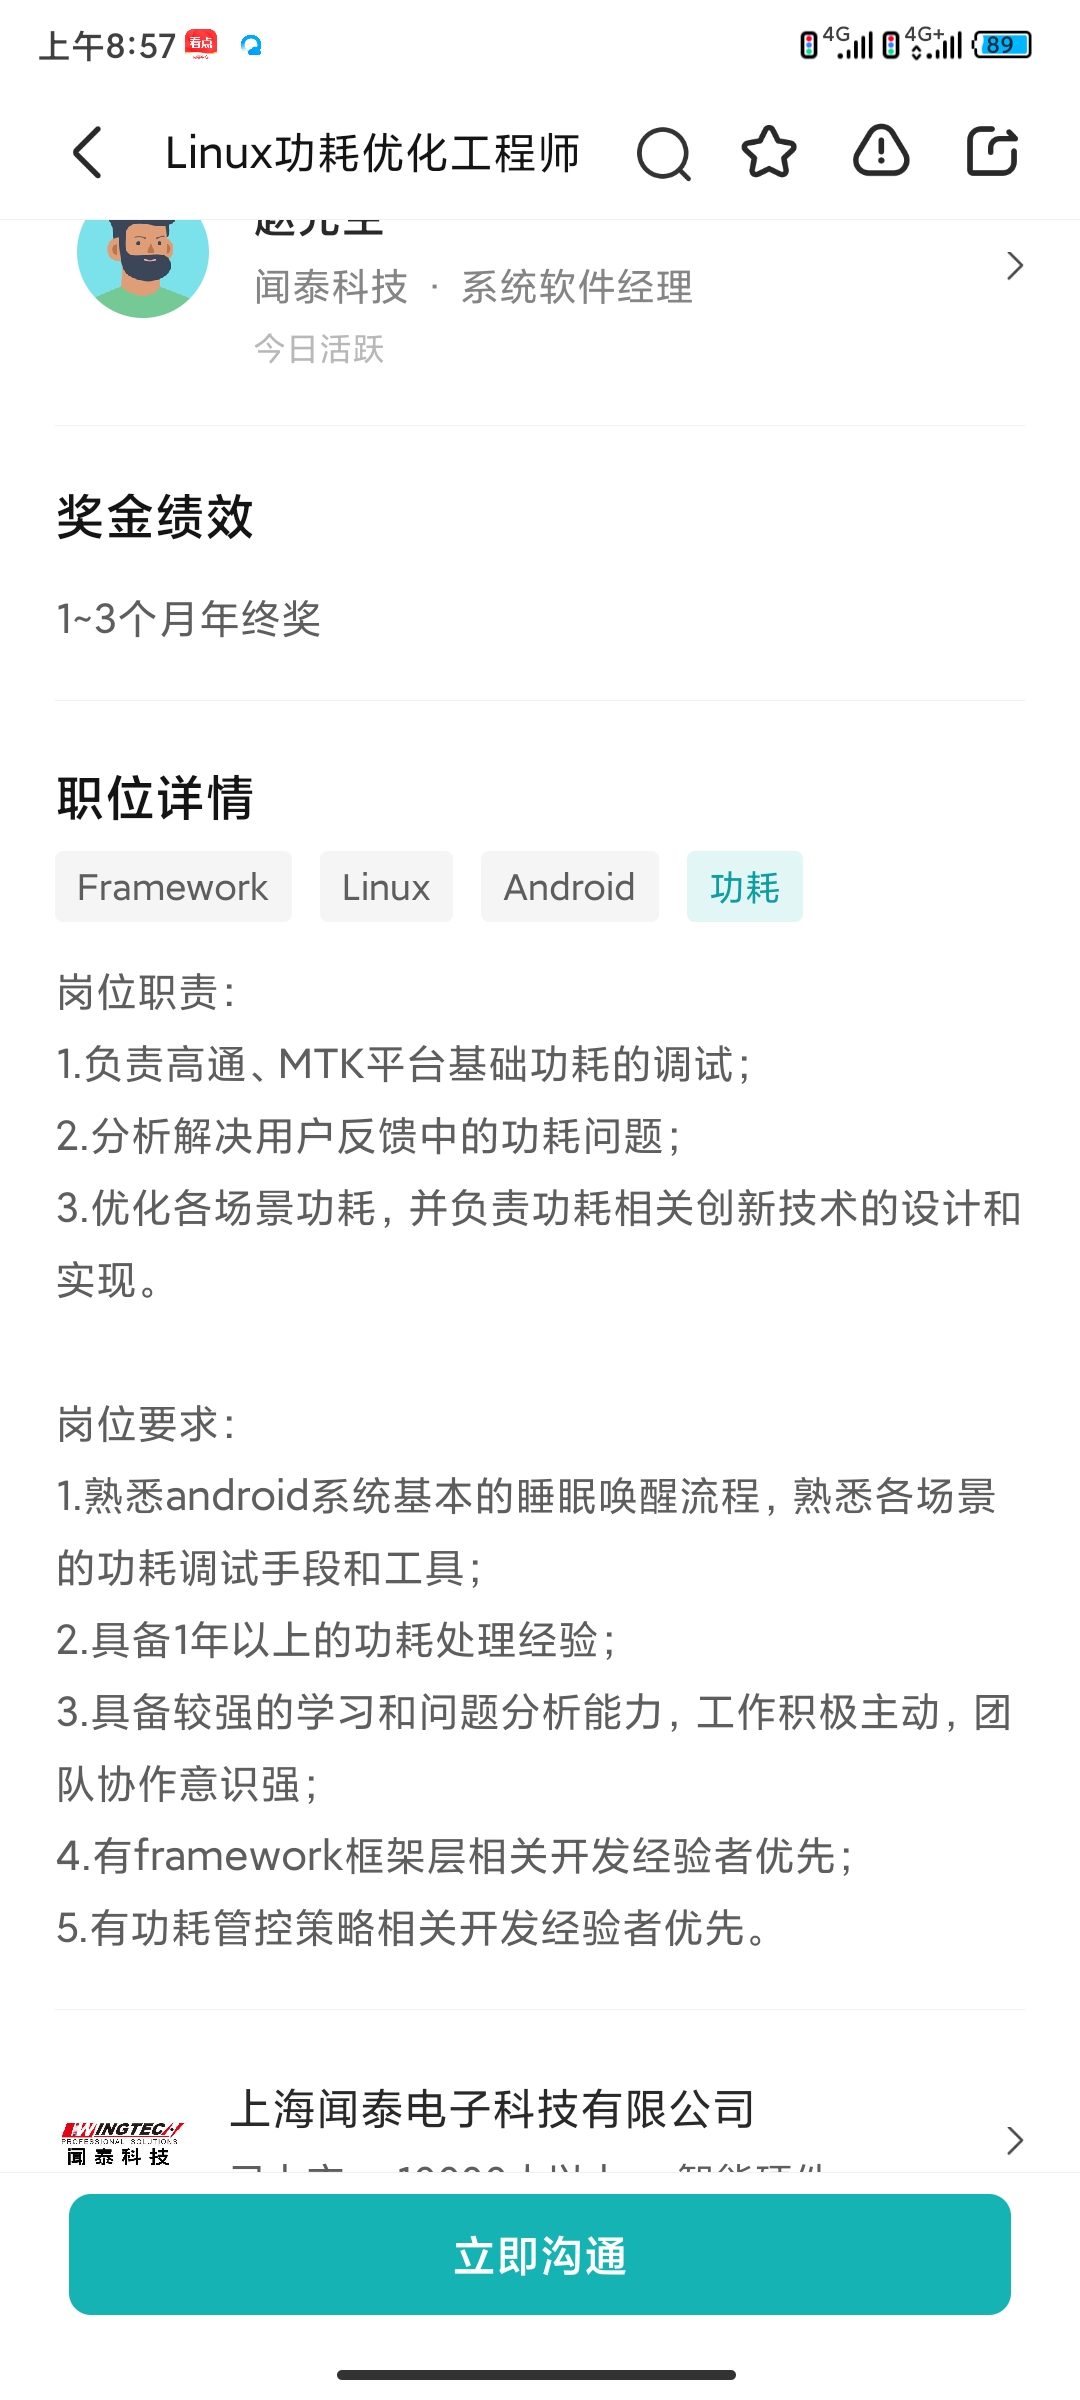 上午8:57
看点
4G
4G+
89
Linux功耗优化工程师
闻泰科技 · 系统软件经理
今日活跃
奖金绩效
1~3个月年终奖
职位详情
Framework Linux Android 功耗
岗位职责：
1.负责高通、MTK平台基础功耗的调试；
2.分析解决用户反馈中的功耗问题；
3.优化各场景功耗，并负责功耗相关创新技术的设计和
实现。
岗位要求：
1.熟悉android系统基本的睡眠唤醒流程，熟悉各场景
的功耗调试手段和工具；
2.具备1年以上的功耗处理经验；
3.具备较强的学习和问题分析能力，工作积极主动，团
队协作意识强；
4.有framework框架层相关开发经验者优先；
5.有功耗管控策略相关开发经验者优先。
上海闻泰电子科技有限公司
WINGTECH
PROFESSIONAL SOLUTIONS
闻泰科技
立即沟通